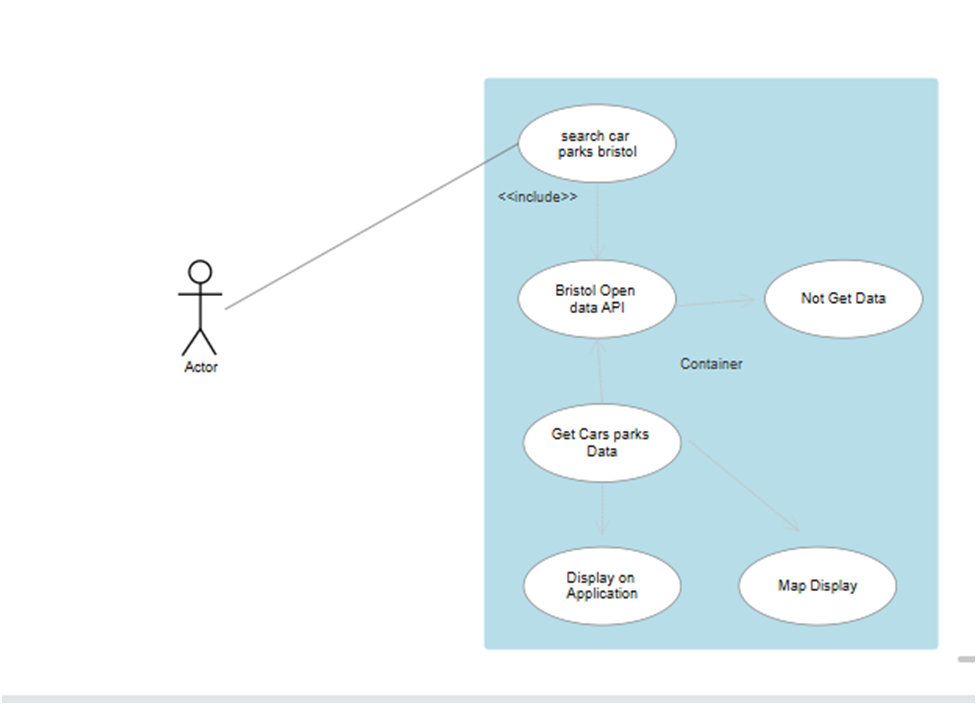 search car
parks bristol
<<include>>
Bristol Open
data API
Not Get Data
Container
Actor
Get Cars parks
Data
Display on
Application
Map Display